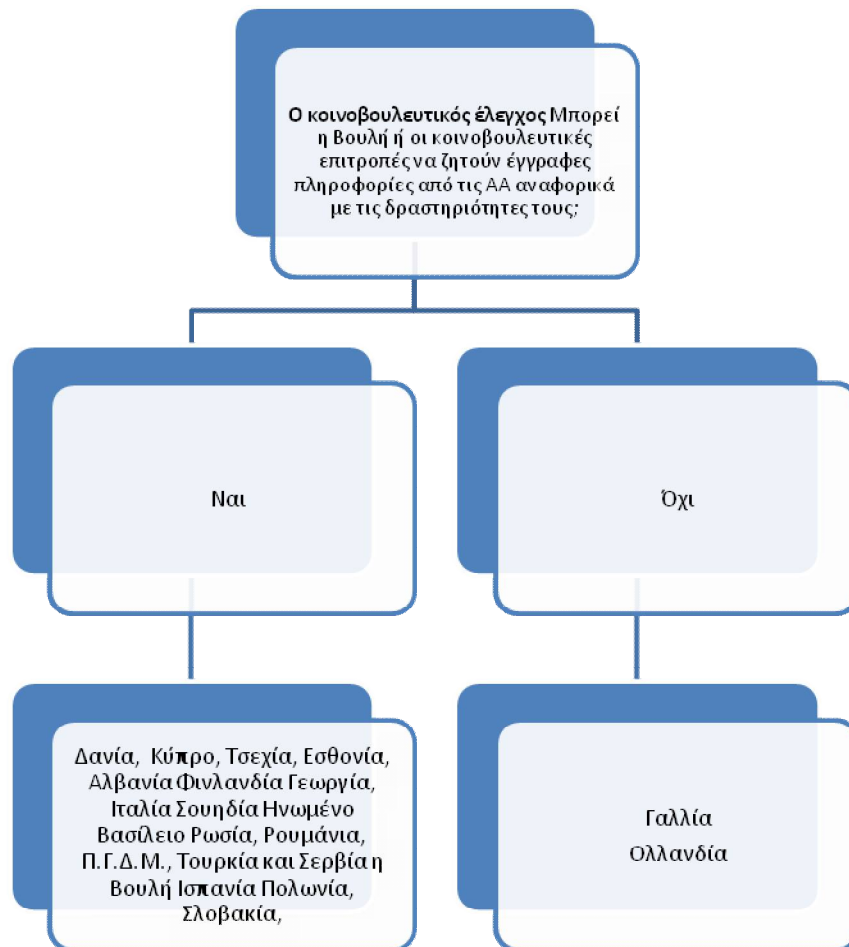 Ο κοινοβουλευτικός έλεγχος Μπορεί
η Βουλή ή οι κοινοβουλευτικές
επιτροπές να ζητούν έγγραφες
πληροφορίες από τις ΑΑ αναφορικά
με τις δραστηριότητες τους;
Ναι
Όχι
Δανία, Κύπρο, Τσεχία, Εσθονία,
Αλβανία Φινλανδία Γεωργία,
Ιταλία Σουηδία Ηνωμένο
Βασίλειο Ρωσία, Ρουμάνια,
Π.Γ.Δ.Μ., Τουρκία και Σερβία η
Βουλή Ισπανία Πολωνία,
Σλοβακία,
Γαλλία
Ολλανδία